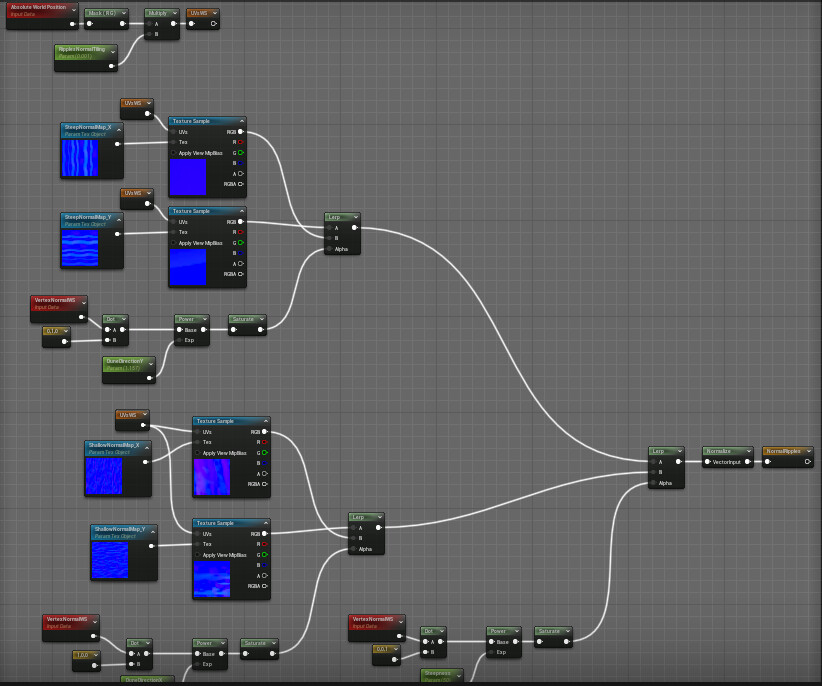 Absolute World Position
Input Data
Mask ( R G )
Multiply
A
B
UVsWS
RipplesNormalTiling
Param (0.001)
UVsWS
SteepNormalMap_X
Param Tex Object
Texture Sample
UVs
RGB
Tex
R
Apply View MipBias
G
B
A
RGBA
UVsWS
SteepNormalMap_Y
Param Tex Object
Texture Sample
UVs
RGB
Tex
R
Apply View MipBias
G
B
A
RGBA
Lerp
A
B
Alpha
VertexNormalWS
Input Data
Dot
A
B
Power
Base
Exp
Saturate
DuneDirectionY
UVsWS
ShallowNormalMap_X
Param Tex Object
Texture Sample
UVs
RGB
Tex
R
Apply View MipBias
G
B
A
RGBA
ShallowNormalMap_Y
Param Tex Object
Texture Sample
UVs
RGB
Tex
R
Apply View MipBias
G
B
A
RGBA
Lerp
A
B
Alpha
Lerp
A
B
Alpha
Normalize
VectorInput
NormalRipples
VertexNormalWS
Input Data
Dot
A
B
Power
Base
Exp
Saturate
DuneDirectionX
VertexNormalWS
Input Data
Dot
A
B
0,0,1
Power
Base
Exp
Saturate
Steepness